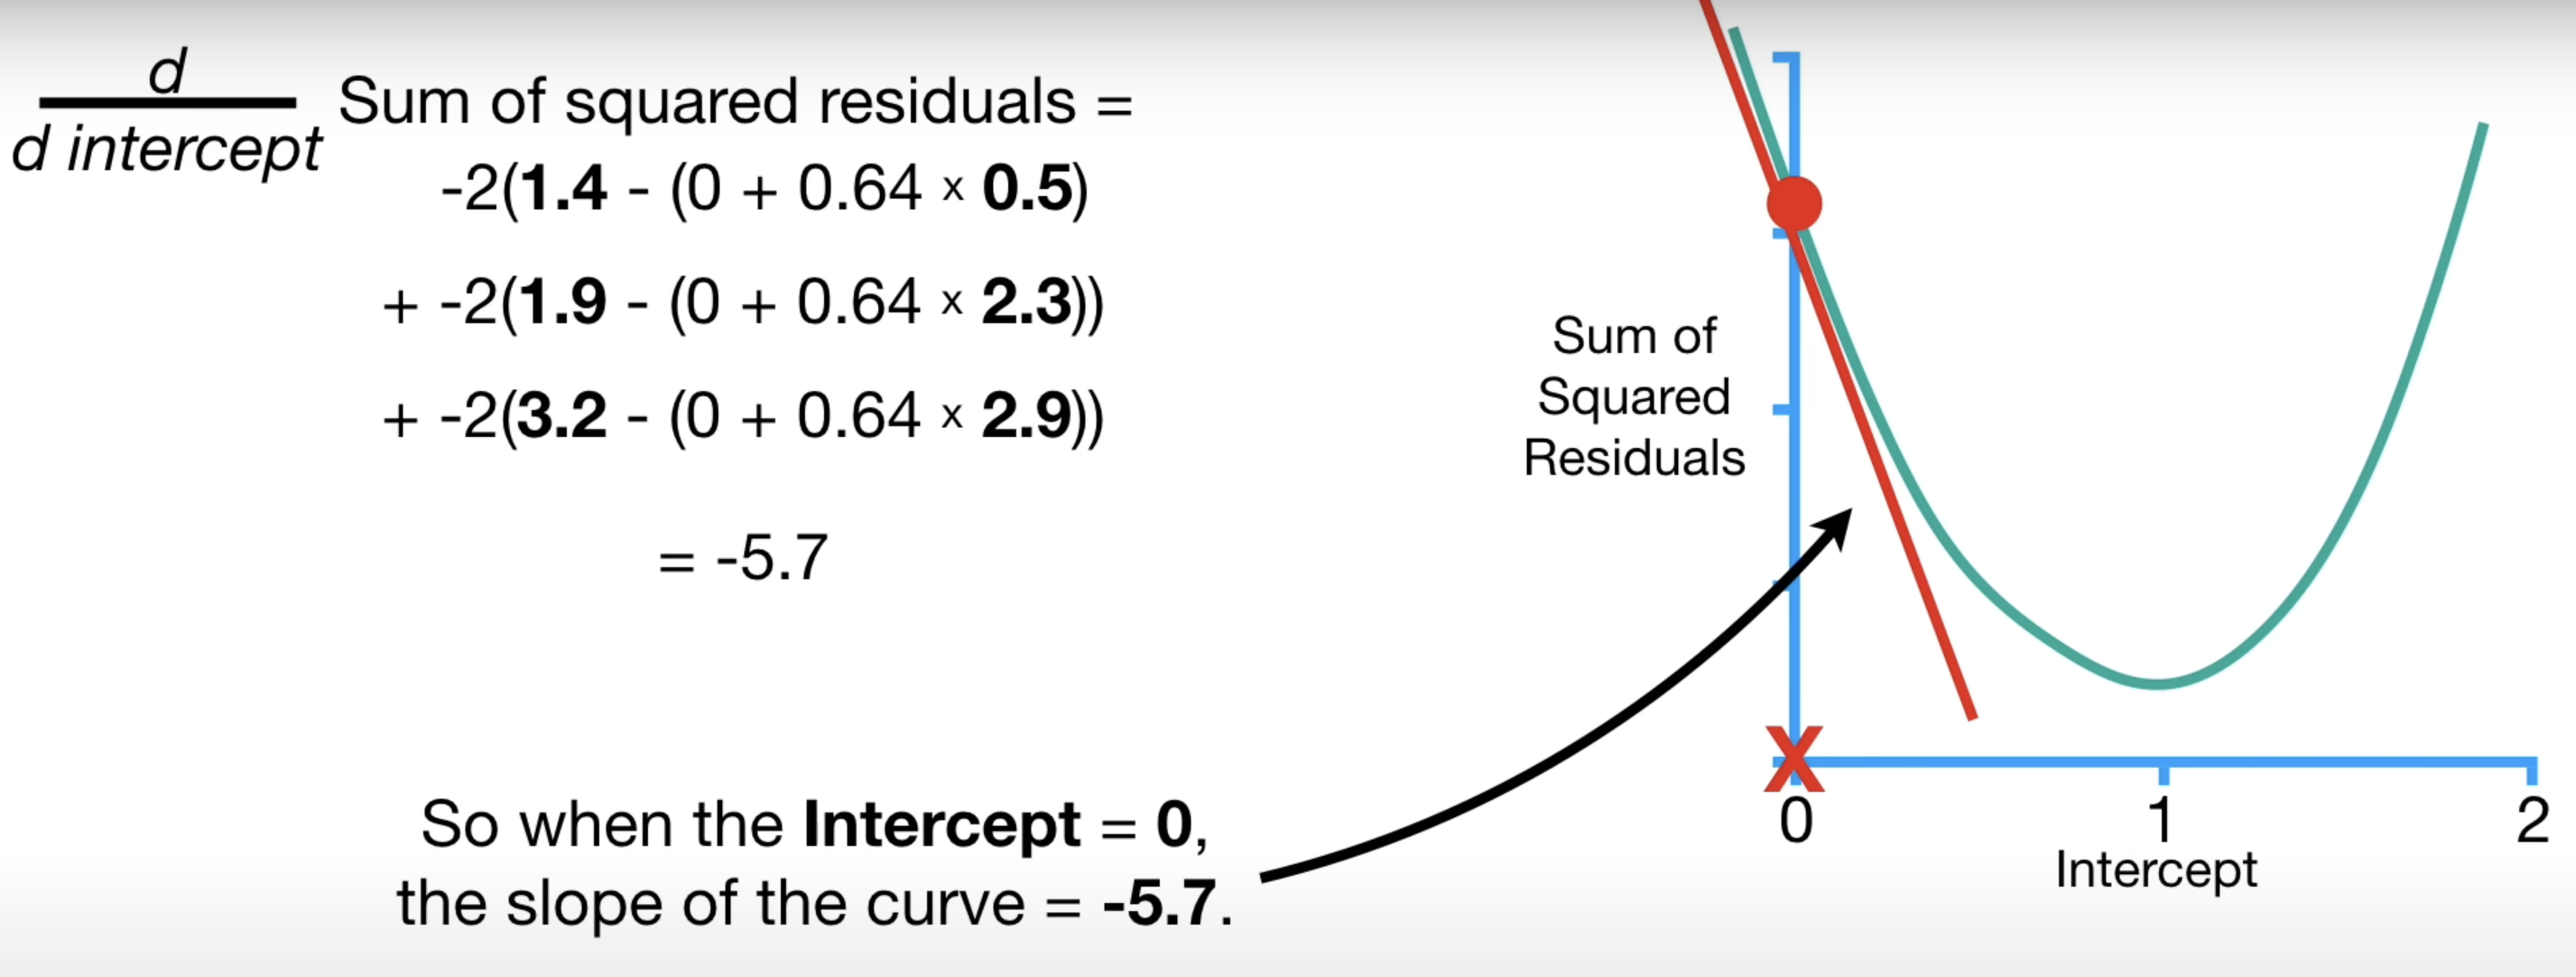 d
d intercept
Sum of squared residuals =
-2(1.4 - (0 + 0.64 x 0.5)
+ -2(1.9 - (0 + 0.64 x 2.3))
+ -2(3.2 - (0 + 0.64 x 2.9))
= -5.7
So when the Intercept = 0,
the slope of the curve = -5.7.
Sum of
Squared
Residuals
X
0 1 2
Intercept